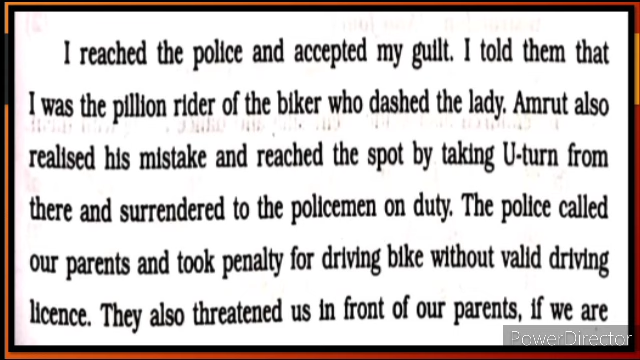 I reached the police and accepted my guilt. I told them that
I was the pillion rider of the biker who dashed the lady. Amrut also
realised his mistake and reached the spot by taking U-turn from
there and surrendered to the policemen on duty. The police called
our parents and took penalty for driving bike without valid driving
licence. They also threatened us in front of our parents, if we are
PowerDirector